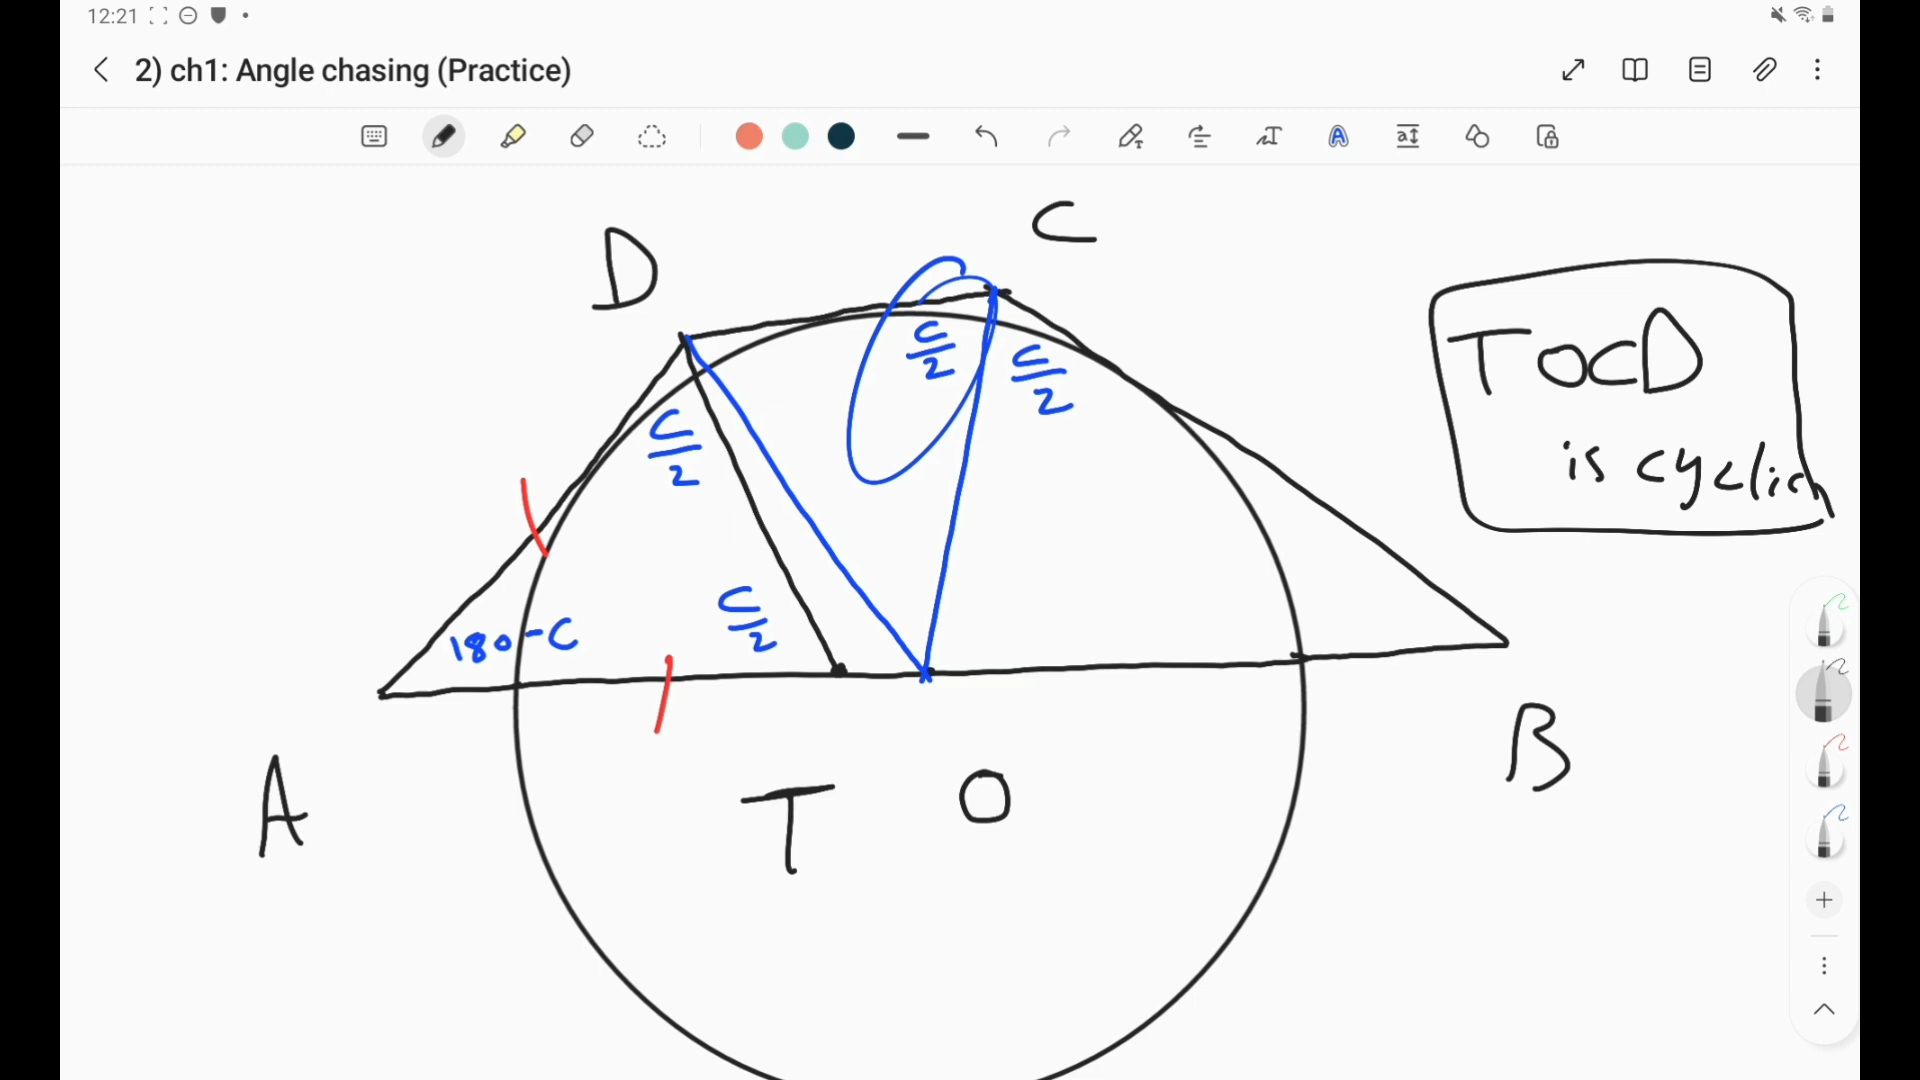 12:21
2) ch1: Angle chasing (Practice)
C
D
TOCD
is cyclic
C/2
C/2
C/2
C/2
180-C
A
T
O
B